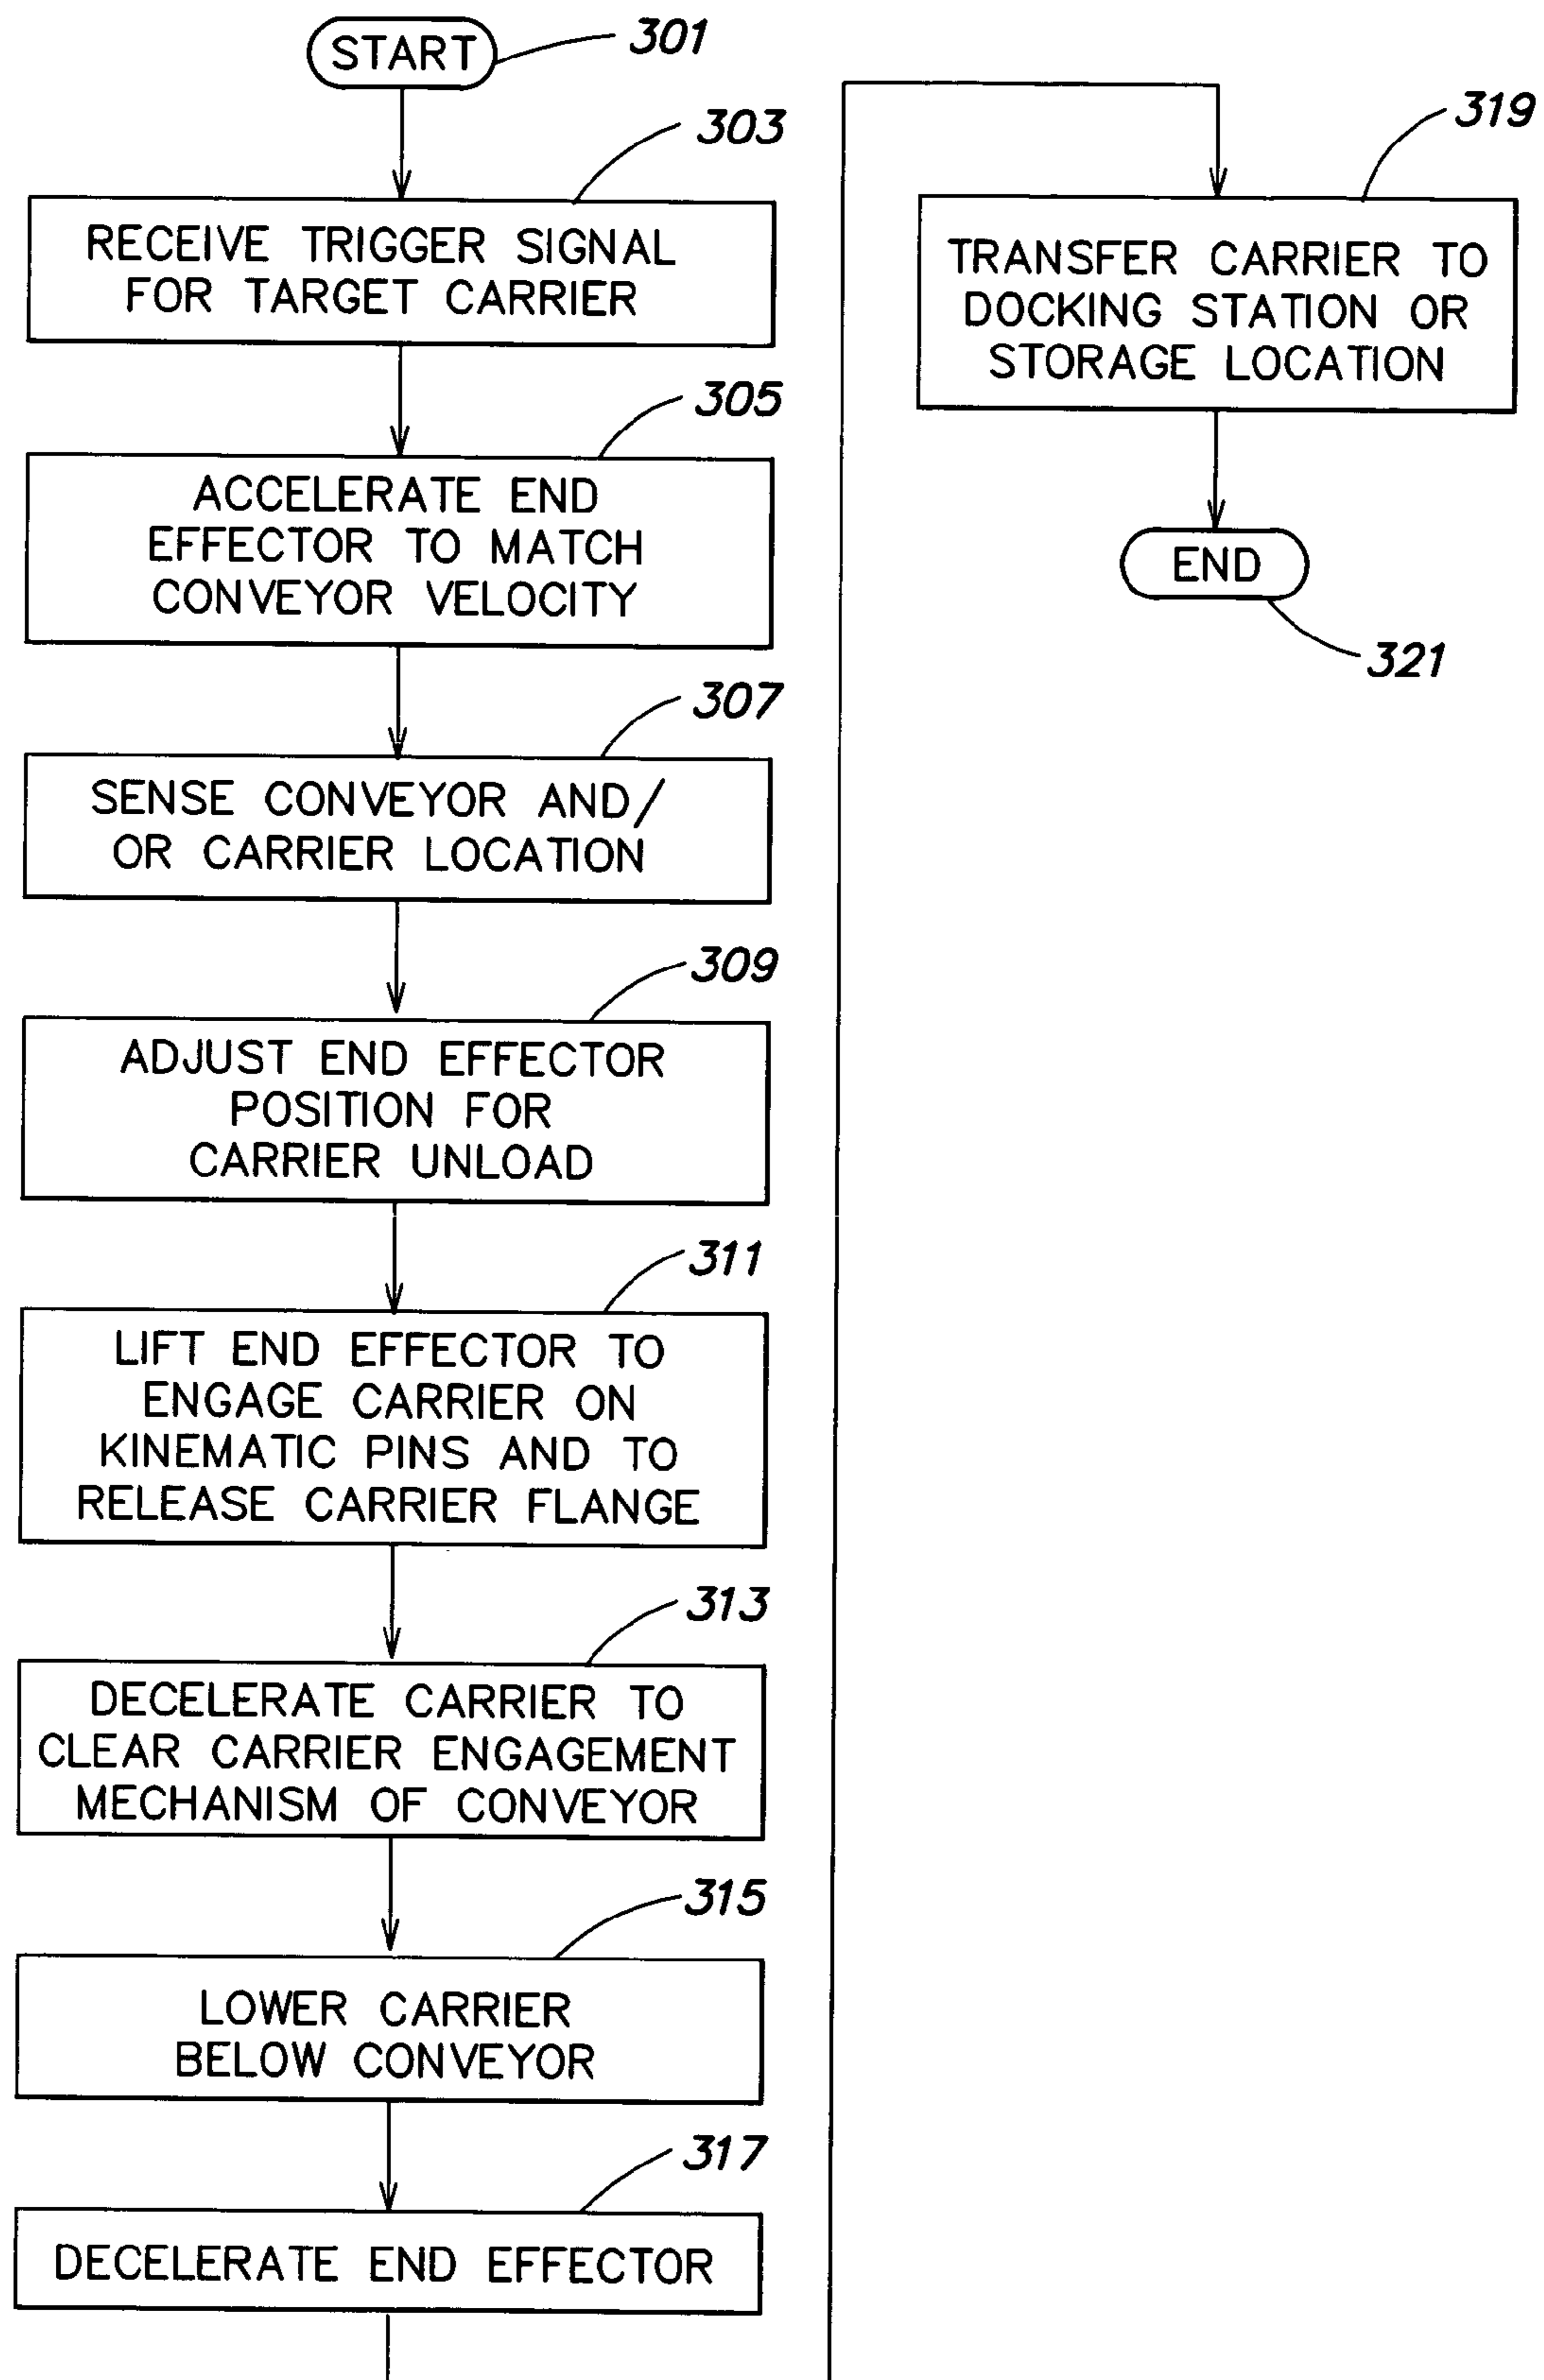 START
301
303
RECEIVE TRIGGER SIGNAL
FOR TARGET CARRIER
305
ACCELERATE END
EFFECTOR TO MATCH
CONVEYOR VELOCITY
307
SENSE CONVEYOR AND/
OR CARRIER LOCATION
309
ADJUST END EFFECTOR
POSITION FOR
CARRIER UNLOAD
311
LIFT END EFFECTOR TO
ENGAGE CARRIER ON
KINEMATIC PINS AND TO
RELEASE CARRIER FLANGE
313
DECELERATE CARRIER TO
CLEAR CARRIER ENGAGEMENT
MECHANISM OF CONVEYOR
315
LOWER CARRIER
BELOW CONVEYOR
317
DECELERATE END EFFECTOR
319
TRANSFER CARRIER TO
DOCKING STATION OR
STORAGE LOCATION
END
321